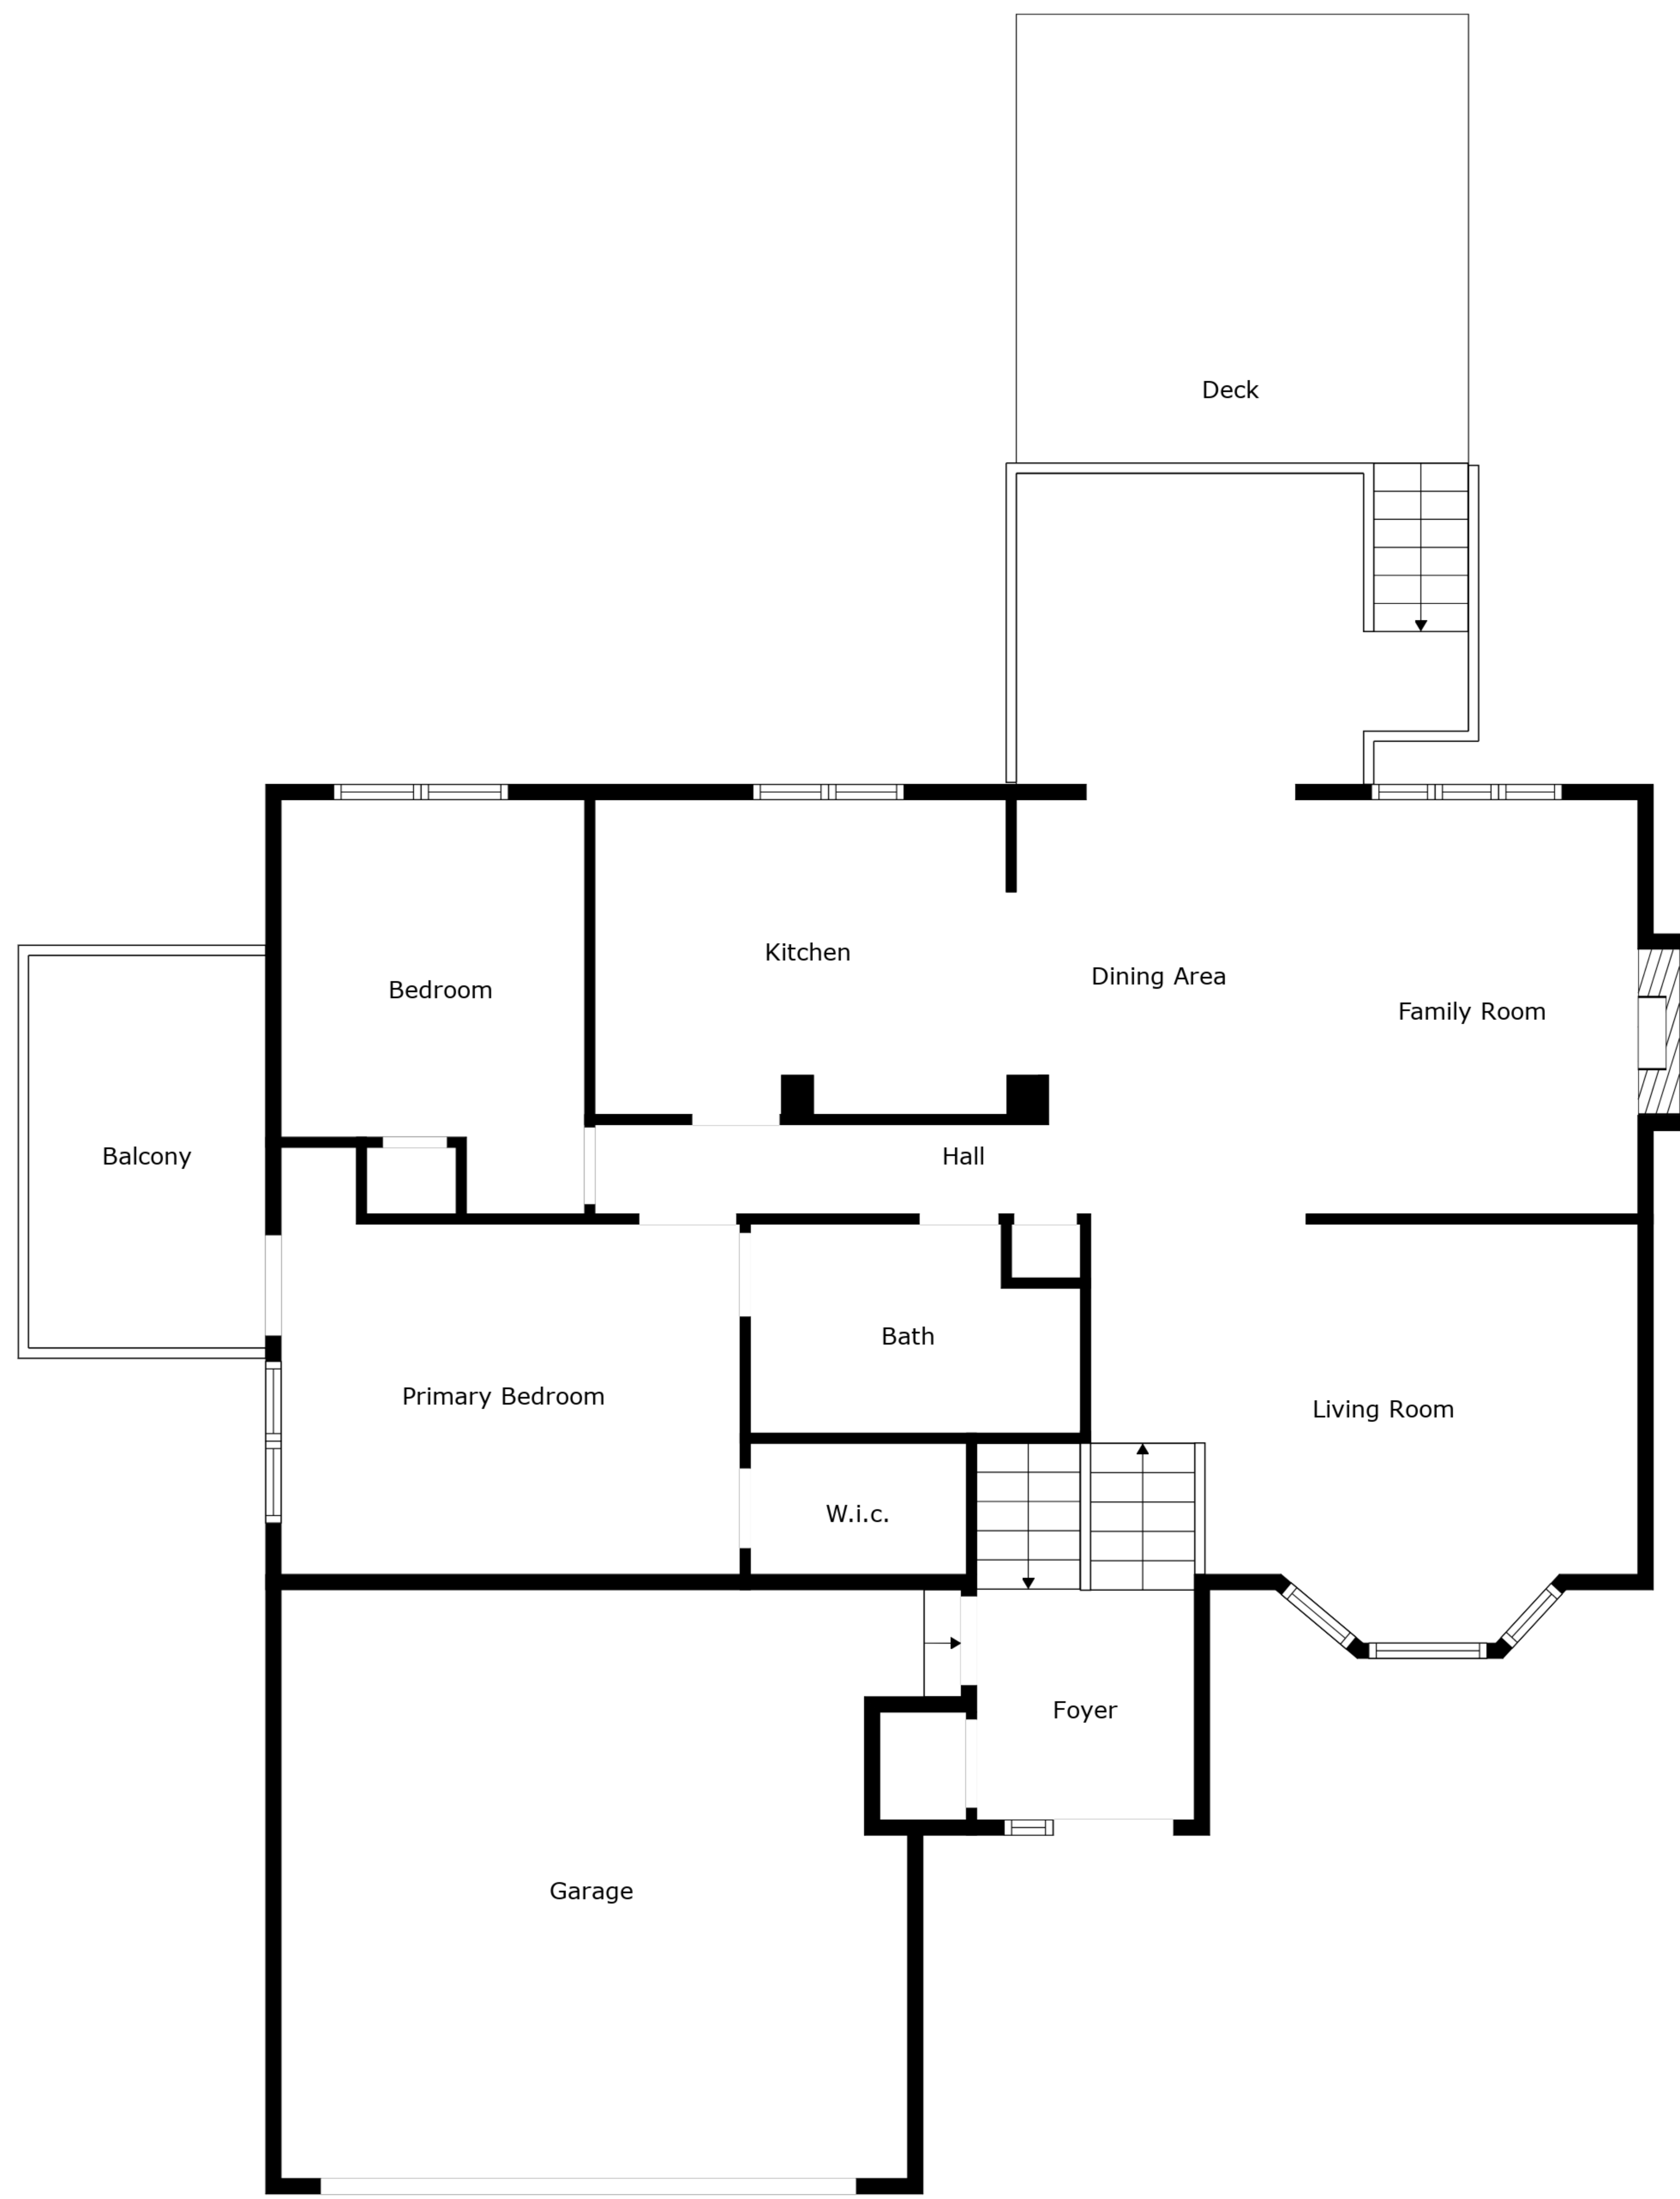 Deck
Kitchen
Dining Area
Bedroom
Family Room
Balcony
Hall
Bath
Primary Bedroom
Living Room
W.i.c.
Foyer
Garage